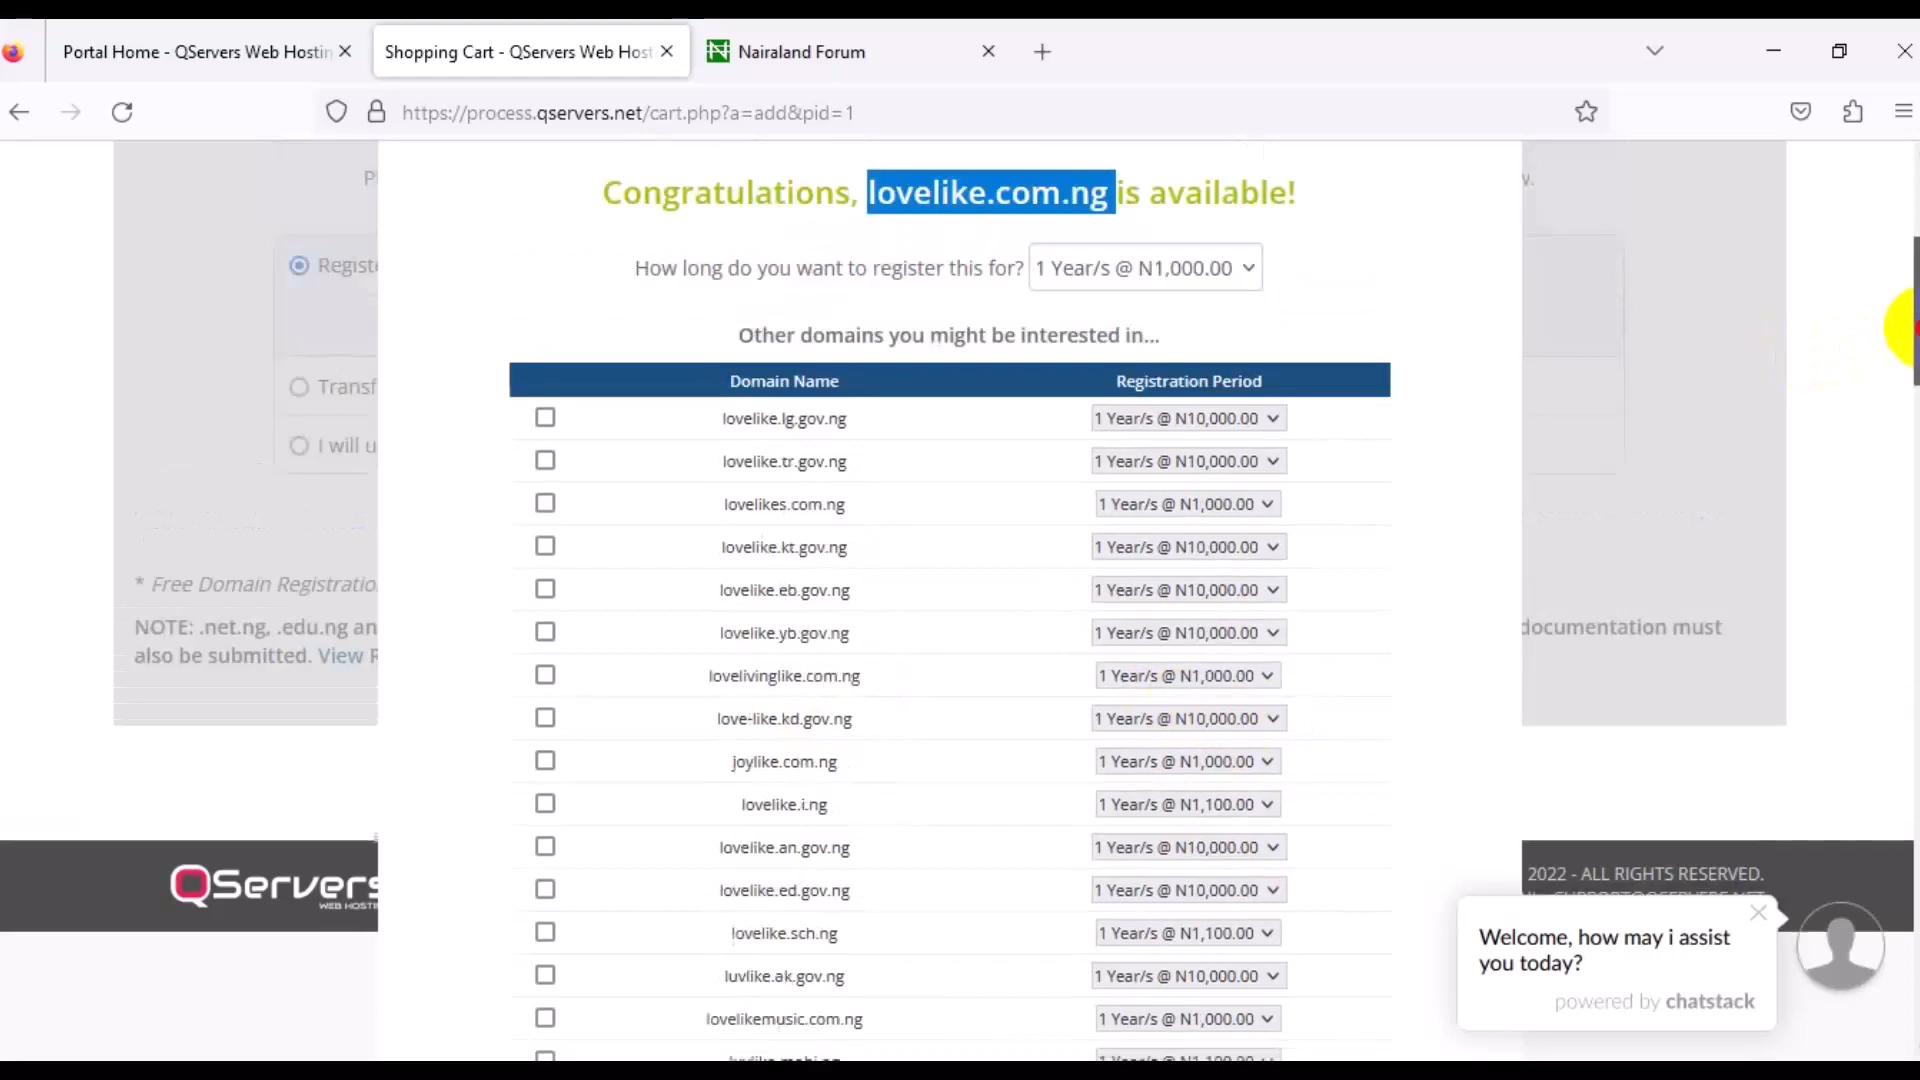 Portal Home - QServers Web Hostin
Shopping Cart - QServers Web Host
Nairaland Forum
https://process.qservers.net/cart.php?a=add&pid=1
Congratulations, lovelike.com.ng is available!
How long do you want to register this for? 1 Year/s @ N1,000.00
Registe
Other domains you might be interested in...
Domain Name Registration Period
Transf
I will u
lovelike.lg.gov.ng 1 Year/s @ N10,000.00
lovelike.tr.gov.ng 1 Year/s @ N10,000.00
lovelikes.com.ng 1 Year/s @ N1,000.00
lovelike.kt.gov.ng 1 Year/s @ N10,000.00
lovelike.eb.gov.ng 1 Year/s @ N10,000.00
lovelike.yb.gov.ng 1 Year/s @ N10,000.00
lovelivinglike.com.ng 1 Year/s @ N1,000.00
love-like.kd.gov.ng 1 Year/s @ N10,000.00
joylike.com.ng 1 Year/s @ N1,000.00
lovelike.i.ng 1 Year/s @ N1,100.00
lovelike.an.gov.ng 1 Year/s @ N10,000.00
lovelike.ed.gov.ng 1 Year/s @ N10,000.00
lovelike.sch.ng 1 Year/s @ N1,100.00
luvlike.ak.gov.ng 1 Year/s @ N10,000.00
lovelikemusic.com.ng 1 Year/s @ N1,000.00
1 Year/s @ N1,100.00
* Free Domain Registratio
NOTE: .net.ng, .edu.ng an
documentation must
also be submitted. View R
QServers
WEB HOSTIN
2022 - ALL RIGHTS RESERVED.
SUPPORT@QSERVERS.NET
Welcome, how may i assist
you today?
powered by chatstack